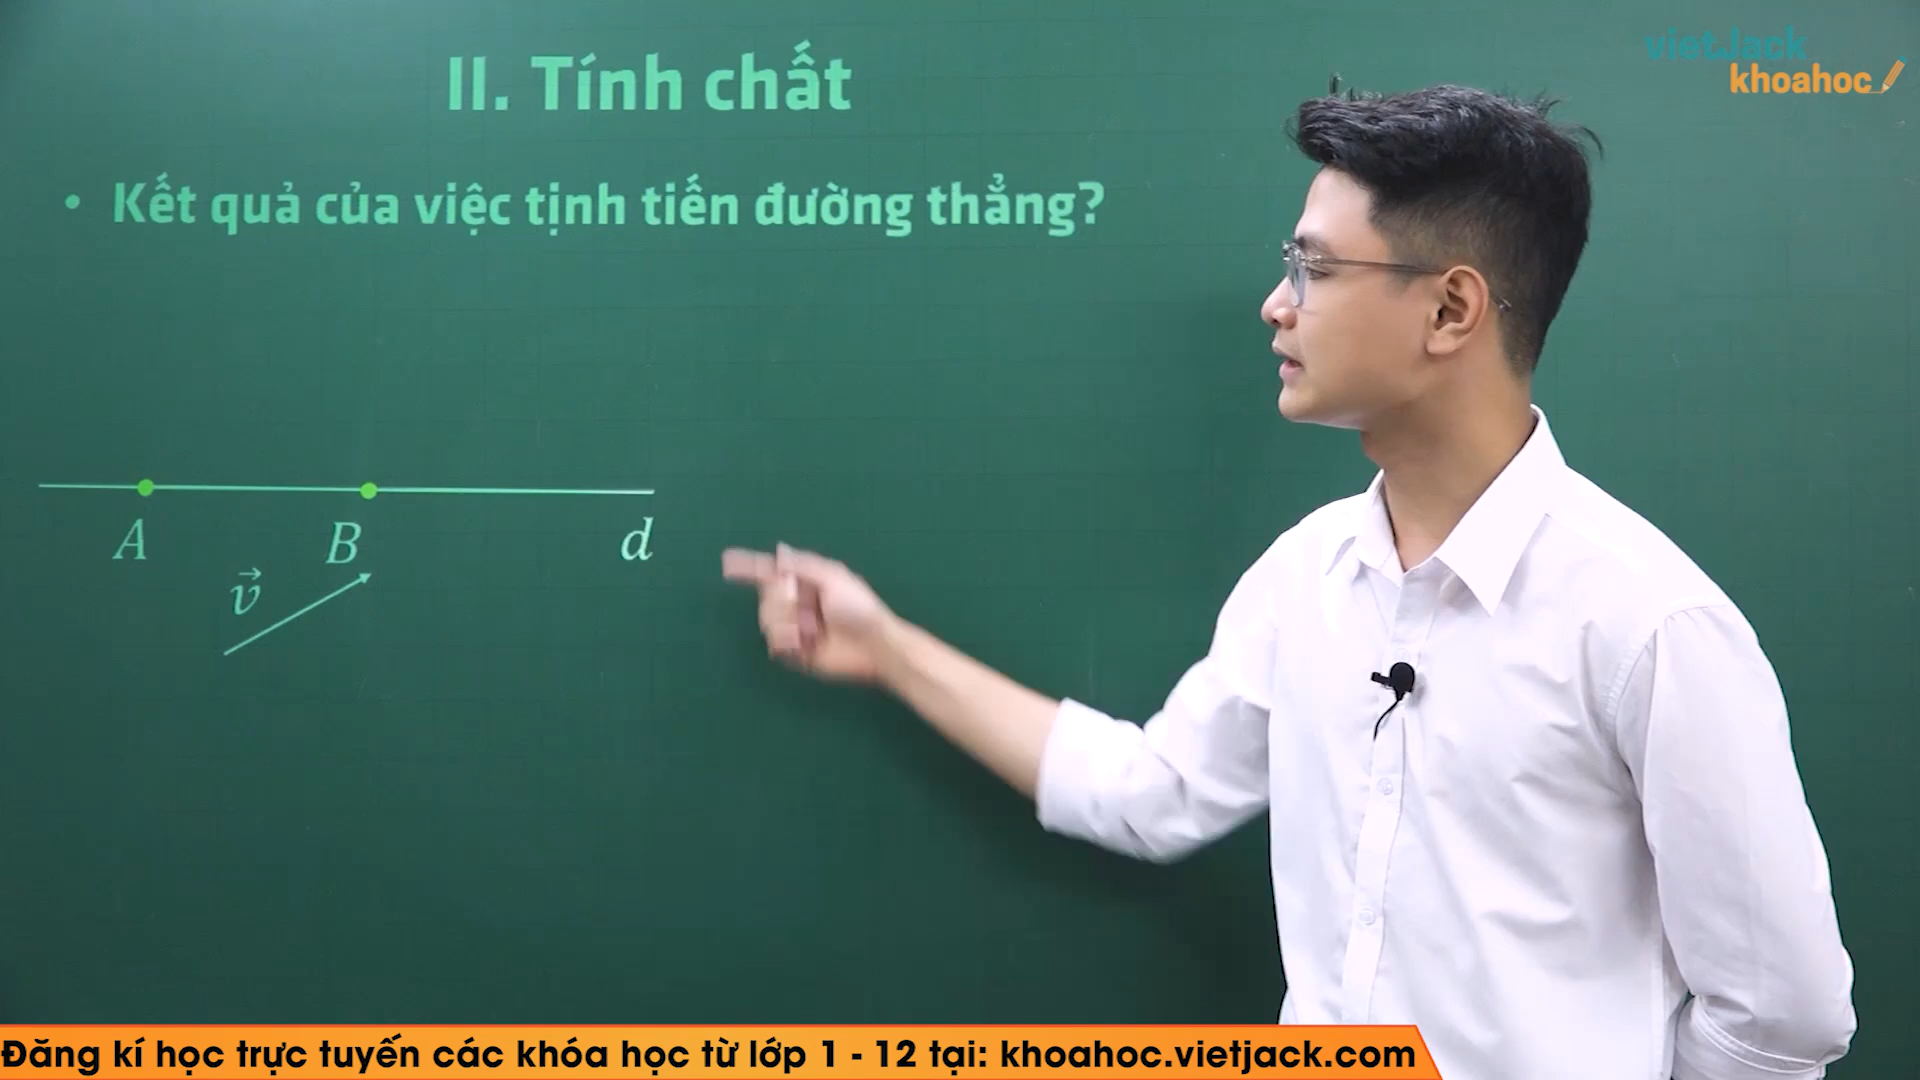 vietJack
khoahoc
II. Tính chất
• Kết quả của việc tịnh tiến đường thẳng?
A
B
d
v⃗
Đăng kí học trực tuyến các khóa học từ lớp 1 - 12 tại: khoahoc.vietjack.com